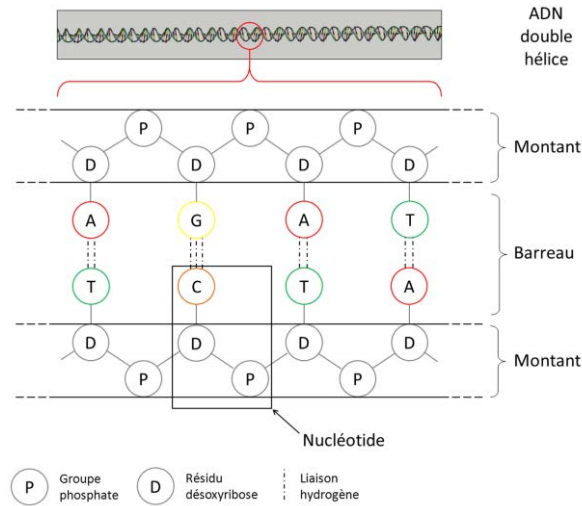 ADN
double
hélice
P P P
Montant
D D D D
A G A T
Barreau
T C T A
D D D D
Montant
P P P
Nucléotide
P Groupe
phosphate
D Résidu
désoxyribose
Liaison
hydrogène